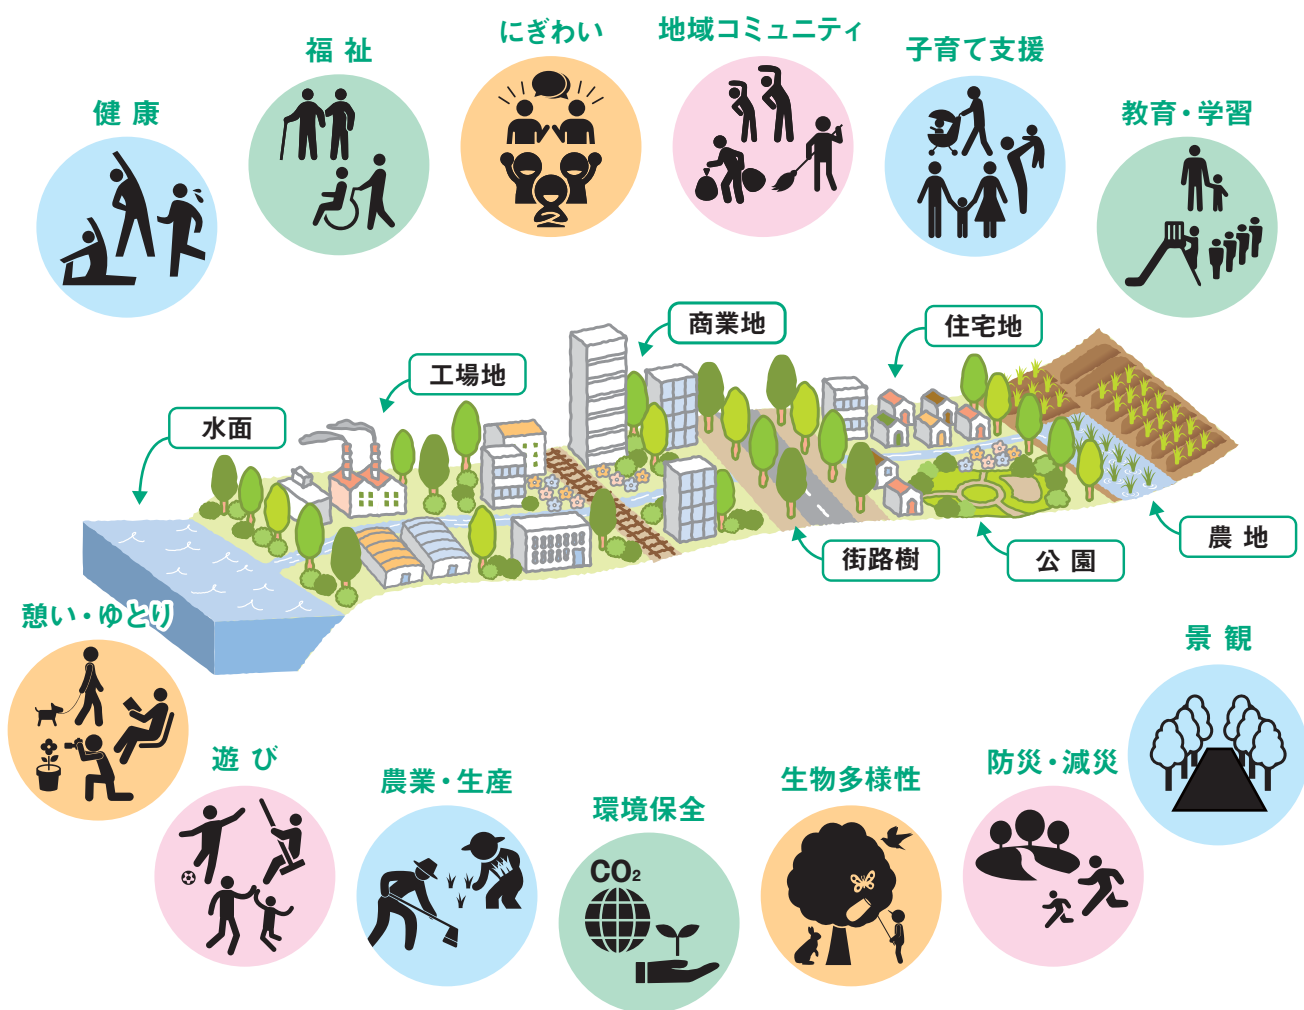 にぎわい
地域コミュニティ
福 祉
子育て支援
健 康
教育・学習
商業地
住宅地
工場地
水面
農 地
街路樹
公 園
憩い・ゆとり
景 観
遊 び
農業・生産
環境保全
生物多様性
防災・減災
CO₂